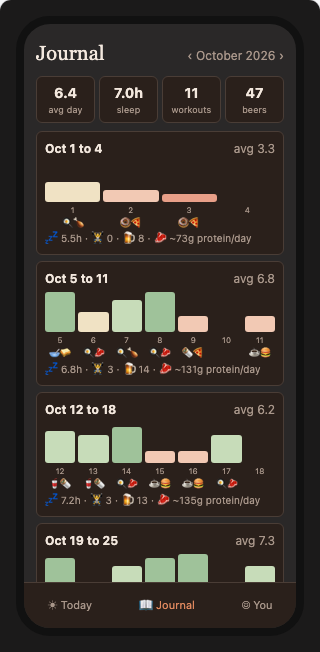 Journal
‹ October 2026 ›
6.4 7.0h 11 47
avg day sleep workouts beers
Oct 1 to 4 avg 3.3
1 2 3 4
💤 5.5h · 🏋 0 · 🍺 8 · 🥩 ~73g protein/day
Oct 5 to 11 avg 6.8
5 6 7 8 9 10 11
💤 6.8h · 🏋 3 · 🍺 14 · 🥩 ~131g protein/day
Oct 12 to 18 avg 6.2
12 13 14 15 16 17 18
💤 7.2h · 🏋 3 · 🍺 13 · 🥩 ~135g protein/day
Oct 19 to 25 avg 7.3
☀ Today 📖 Journal ☺ You